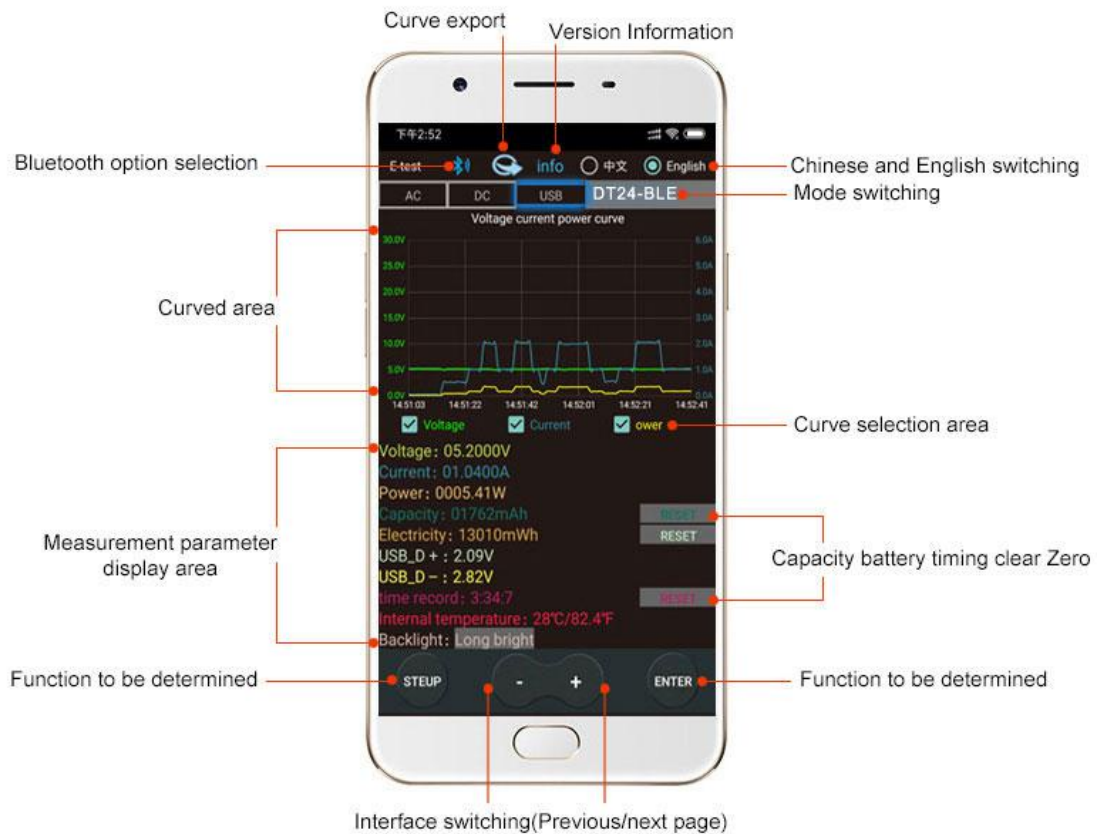 Curve export
Version Information
下午2:52
Bluetooth option selection
E-test
info
中文
English
Chinese and English switching
AC
DC
USB
DT24-BLE
Mode switching
Voltage current power curve
30.0V
6.0A
25.0V
5.0A
20.0V
4.0A
Curved area
15.0V
3.0A
10.0V
2.0A
5.0V
1.0A
0.0V
0.0A
14:51:03 14:51:22 14:51:42 14:52:01 14:52:21 14:52:41
Voltage
Current
ower
Curve selection area
Voltage: 05.2000V
Current: 01.0400A
Power: 0005.41W
Capacity: 01762mAh
RESET
Electricity: 13010mWh
RESET
Measurement parameter
display area
USB_D+: 2.09V
Capacity battery timing clear Zero
USB_D−: 2.82V
time record: 3:34:7
RESET
Internal temperature: 28℃/82.4℉
Backlight: Long bright
Function to be determined
STEUP
-
+
ENTER
Function to be determined
Interface switching(Previous/next page)